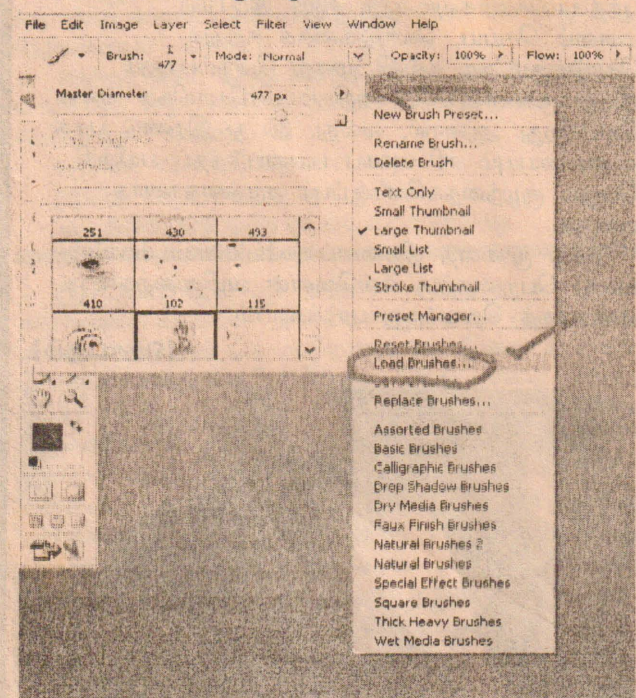 File Edit Image Layer Select Filter View Window Help
Brush: 477 Mode: Normal Opacity: 100% Flow: 100%
Master Diameter 477 px
251 430 493
410 102 115
New Brush Preset...
Rename Brush...
Delete Brush
Text Only
Small Thumbnail
Large Thumbnail
Small List
Large List
Stroke Thumbnail
Preset Manager...
Reset Brushes...
Load Brushes...
Replace Brushes...
Assorted Brushes
Basic Brushes
Calligraphic Brushes
Drop Shadow Brushes
Dry Media Brushes
Faux Finish Brushes
Natural Brushes 2
Natural Brushes
Special Effect Brushes
Square Brushes
Thick Heavy Brushes
Wet Media Brushes